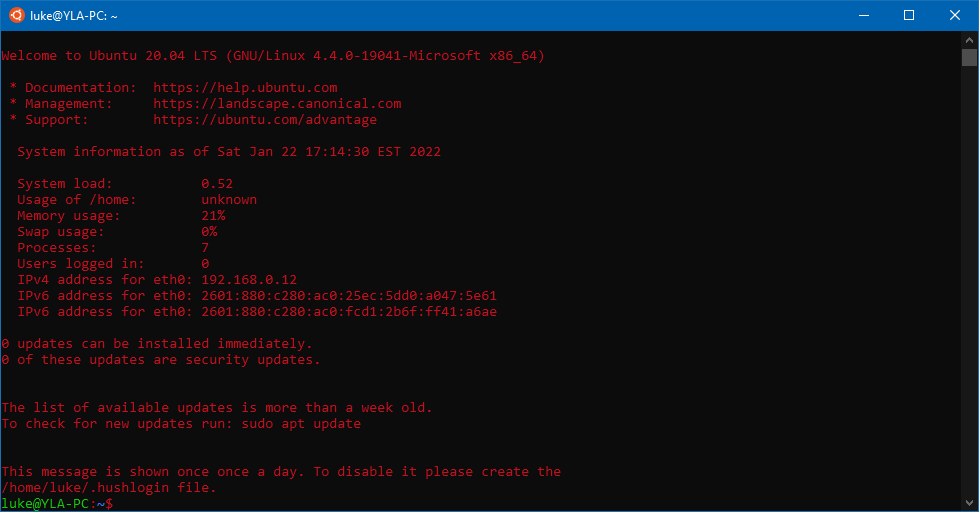 luke@YLA-PC: ~
Welcome to Ubuntu 20.04 LTS (GNU/Linux 4.4.0-19041-Microsoft x86_64)
* Documentation:  https://help.ubuntu.com
* Management:     https://landscape.canonical.com
* Support:        https://ubuntu.com/advantage
System information as of Sat Jan 22 17:14:30 EST 2022
System load:           0.52
Usage of /home:        unknown
Memory usage:          21%
Swap usage:            0%
Processes:             7
Users logged in:       0
IPv4 address for eth0: 192.168.0.12
IPv6 address for eth0: 2601:880:c280:ac0:25ec:5dd0:a047:5e61
IPv6 address for eth0: 2601:880:c280:ac0:fcd1:2b6f:ff41:a6ae
0 updates can be installed immediately.
0 of these updates are security updates.
The list of available updates is more than a week old.
To check for new updates run: sudo apt update
This message is shown once once a day. To disable it please create the
/home/luke/.hushlogin file.
luke@YLA-PC:~$